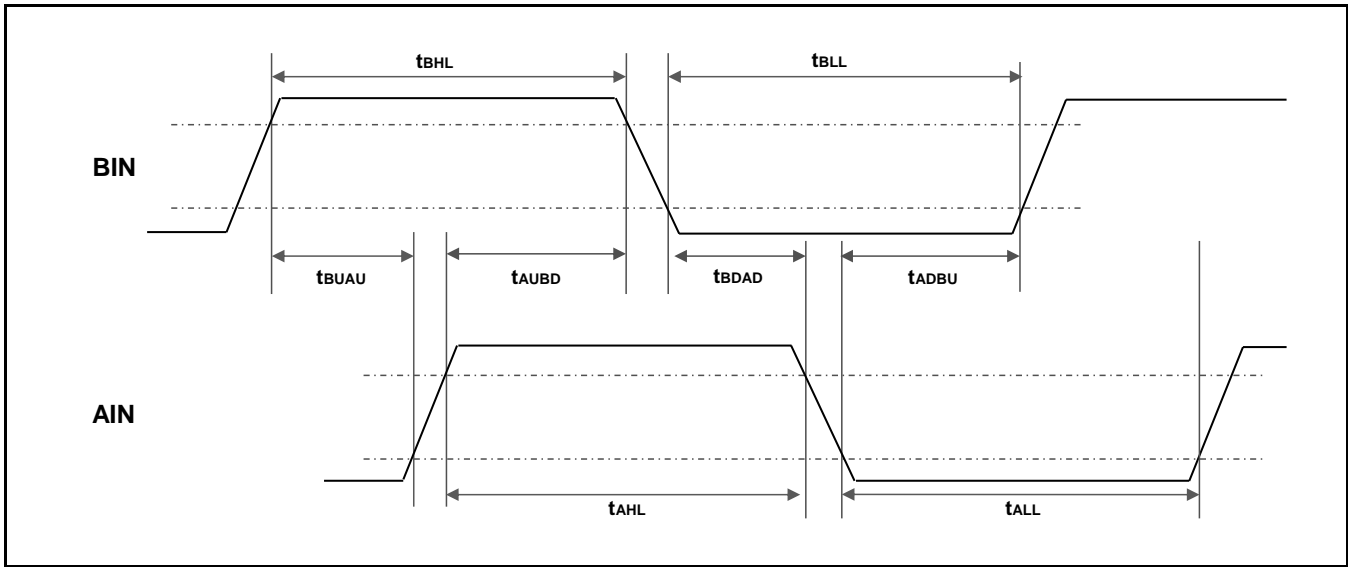 tBHL
tBLL
BIN
tBUAU
tAUBD
tBDAD
tADBU
AIN
tAHL
tALL